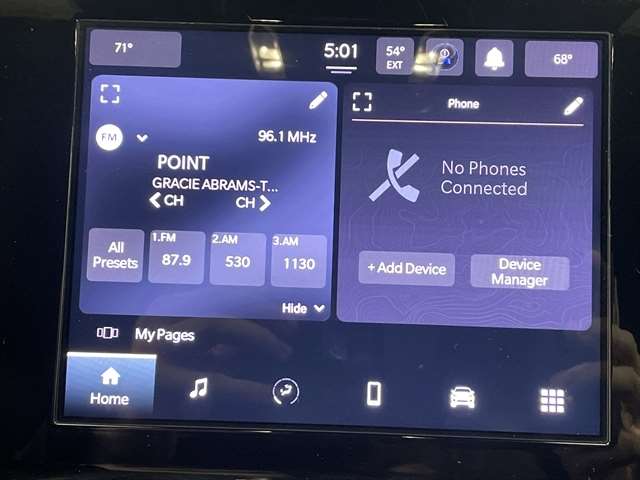 71°
5:01
54°
EXT
68°
FM
96.1 MHz
POINT
GRACIE ABRAMS-T...
CH
CH
All
Presets
1.FM
87.9
2.AM
530
3.AM
1130
Hide
Phone
No Phones
Connected
+ Add Device
Device
Manager
My Pages
Home